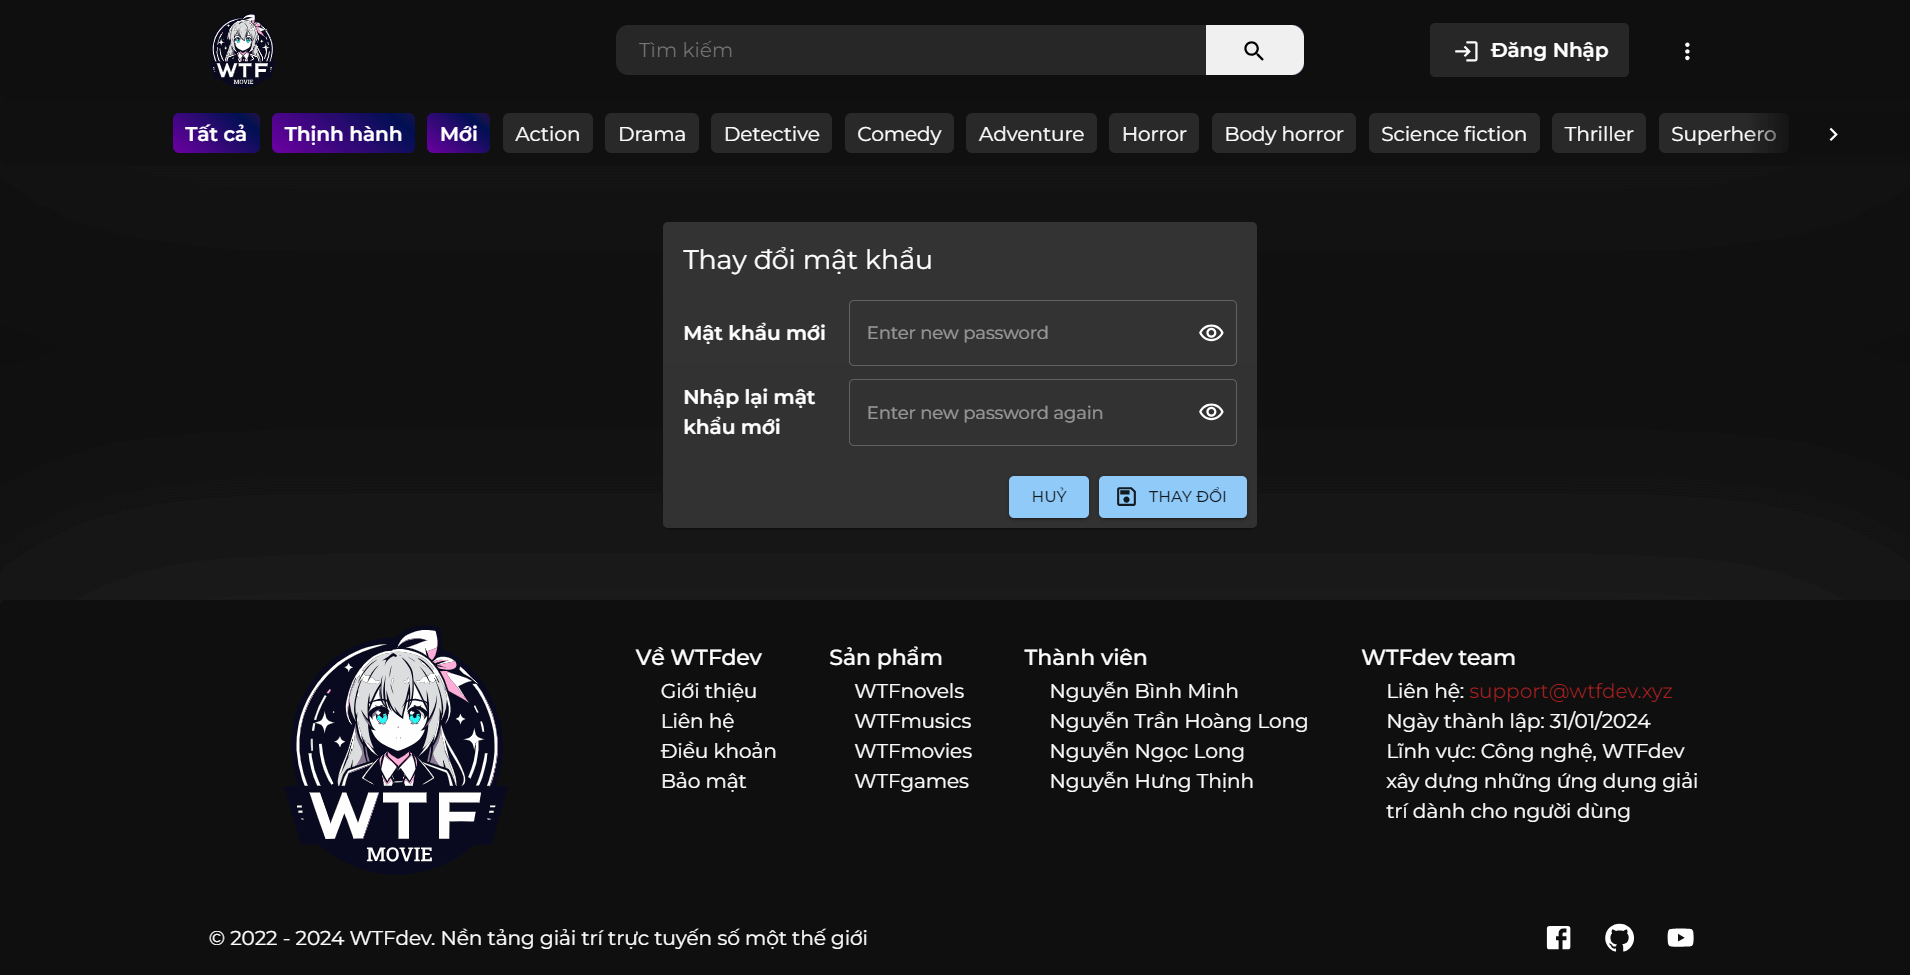 WTF
MOVIE
Tìm kiếm
Đăng Nhập
Tất cả
Thịnh hành
Mới
Action
Drama
Detective
Comedy
Adventure
Horror
Body horror
Science fiction
Thriller
Superhero
Thay đổi mật khẩu
Mật khẩu mới
Enter new password
Nhập lại mật
khẩu mới
Enter new password again
HUỶ
THAY ĐỔI
WTF
MOVIE
Về WTFdev
Giới thiệu
Liên hệ
Điều khoản
Bảo mật
Sản phẩm
WTFnovels
WTFmusics
WTFmovies
WTFgames
Thành viên
Nguyễn Bình Minh
Nguyễn Trần Hoàng Long
Nguyễn Ngọc Long
Nguyễn Hưng Thịnh
WTFdev team
Liên hệ: support@wtfdev.xyz
Ngày thành lập: 31/01/2024
Lĩnh vực: Công nghệ, WTFdev
xây dựng những ứng dụng giải
trí dành cho người dùng
© 2022 - 2024 WTFdev. Nền tảng giải trí trực tuyến số một thế giới